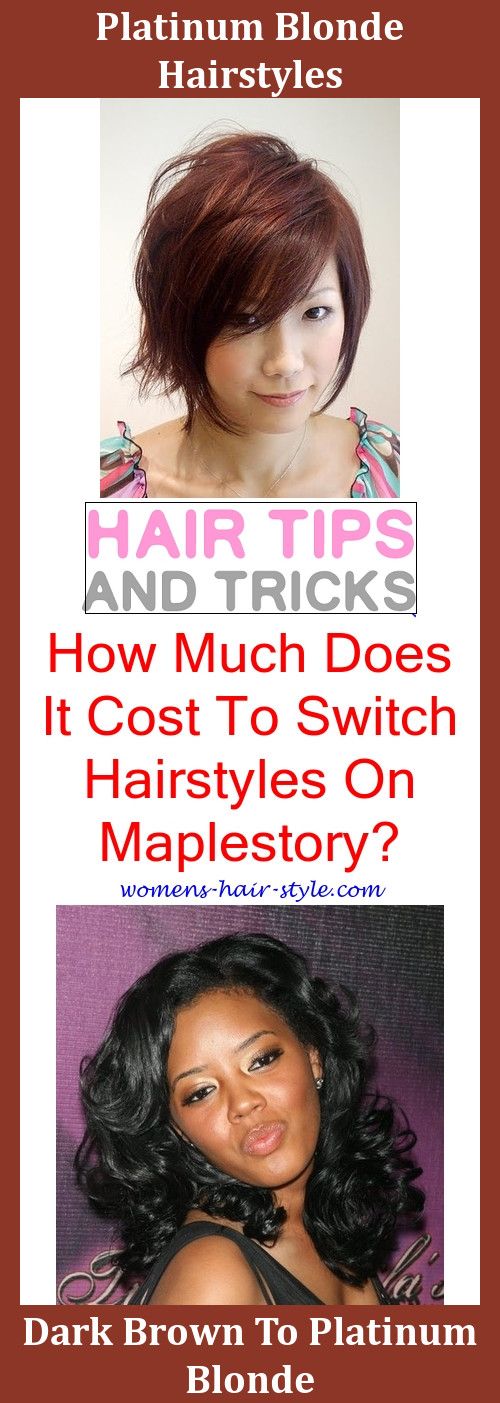 Platinum Blonde
Hairstyles
HAIR TIPS
AND TRICKS
How Much Does
It Cost To Switch
Hairstyles On
Maplestory?
womens-hair-style.com
Dark Brown To Platinum
Blonde